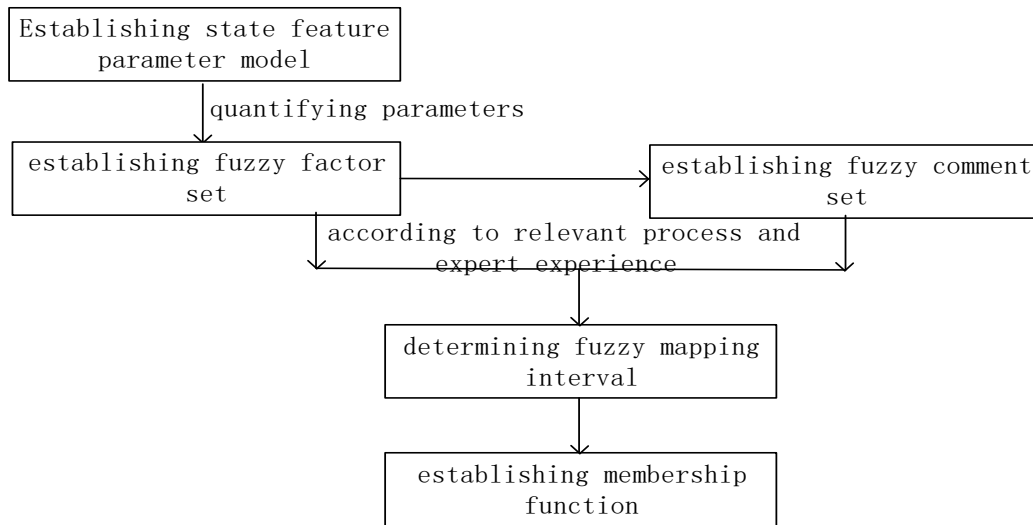 Establishing state feature
parameter model
quantifying parameters
establishing fuzzy factor
set
establishing fuzzy comment
set
according to relevant process and
expert experience
determining fuzzy mapping
interval
establishing membership
function